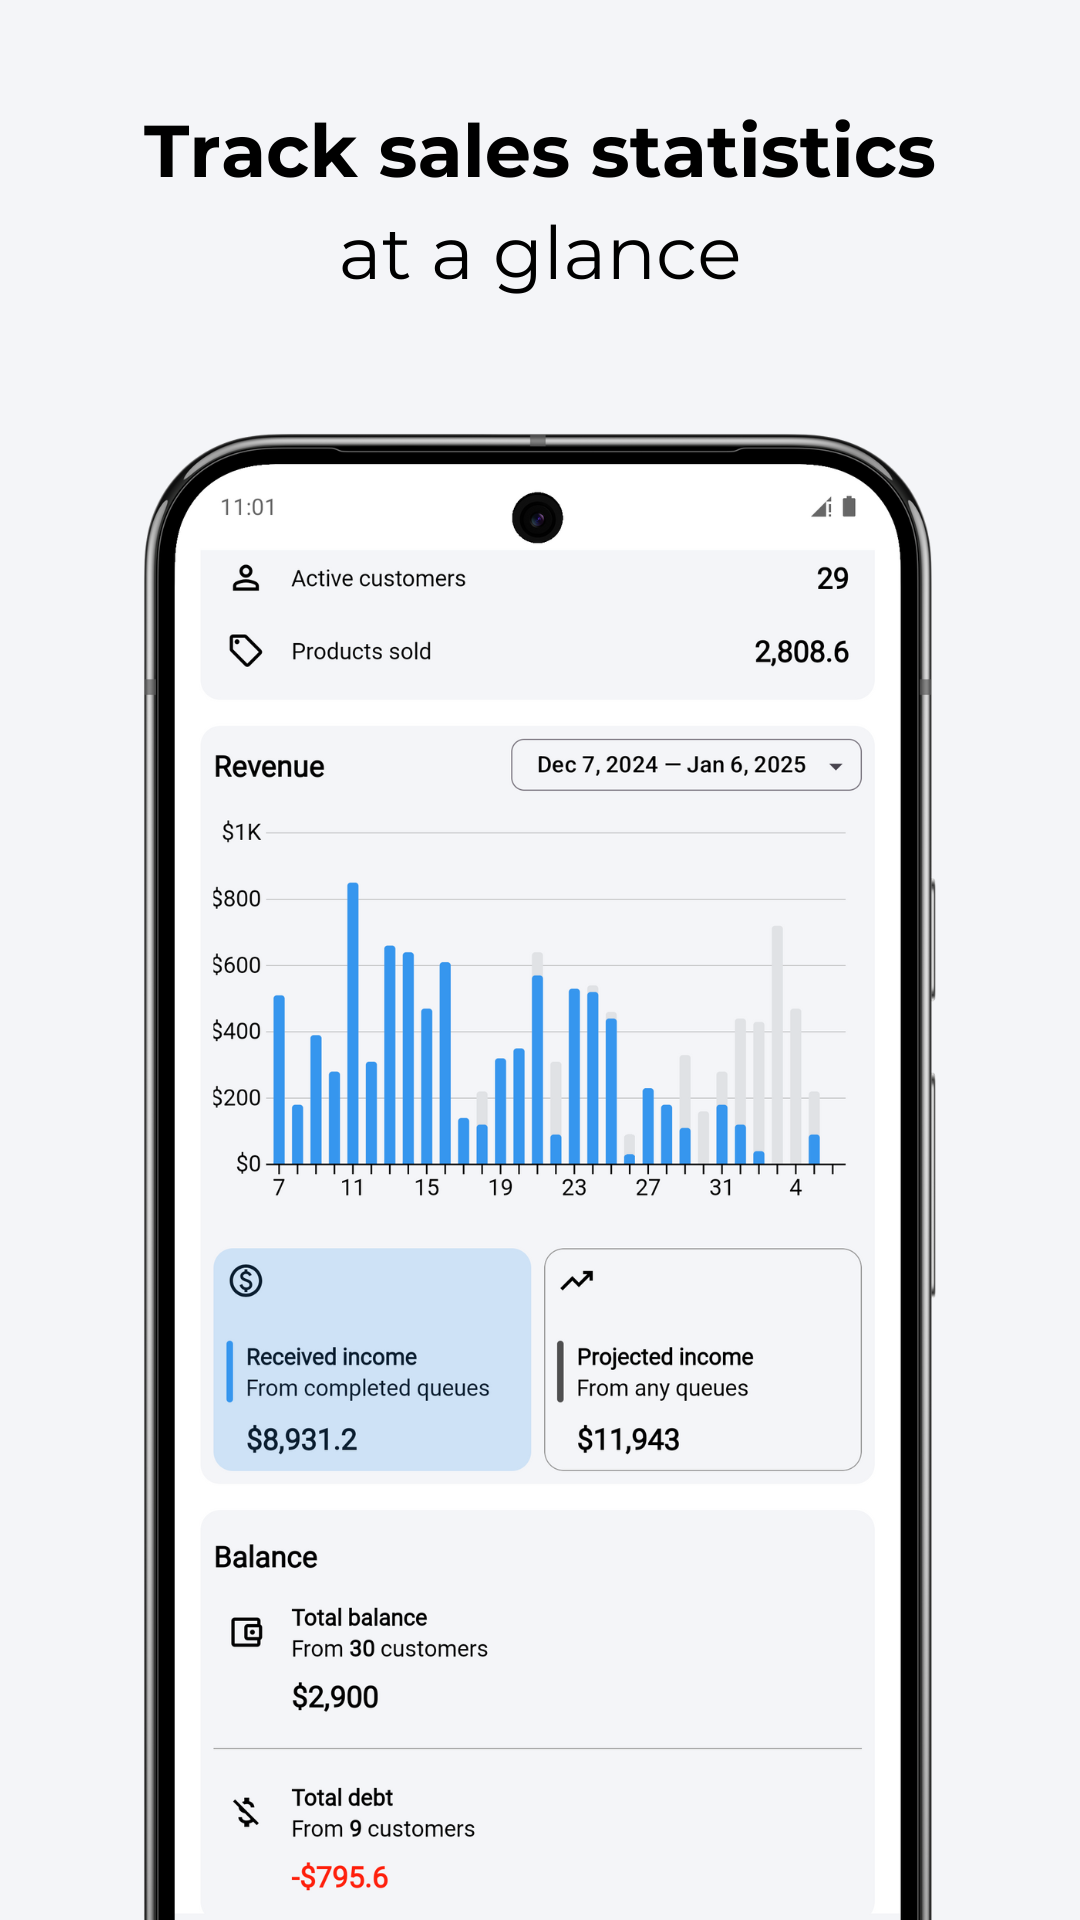 Track sales statistics
at a glance
11:01
Active customers 29
Products sold 2,808.6
Revenue Dec 7, 2024 — Jan 6, 2025
$1K
$800
$600
$400
$200
$0
7 11 15 19 23 27 31 4
Received income
From completed queues
$8,931.2
Projected income
From any queues
$11,943
Balance
Total balance
From 30 customers
$2,900
Total debt
From 9 customers
-$795.6